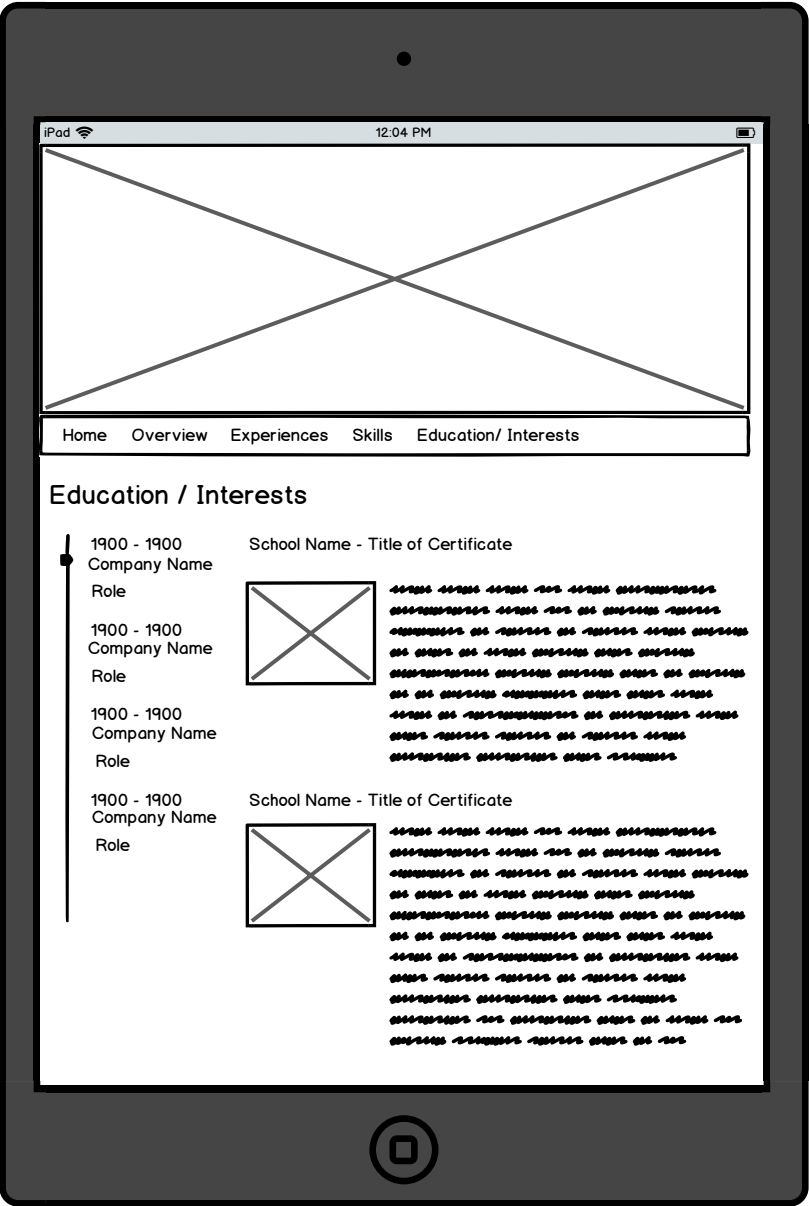 iPad 12:04 PM
Home Overview Experiences Skills Education/ Interests
Education / Interests
1900 - 1900
Company Name
Role
1900 - 1900
Company Name
Role
1900 - 1900
Company Name
Role
1900 - 1900
Company Name
Role
School Name - Title of Certificate
School Name - Title of Certificate